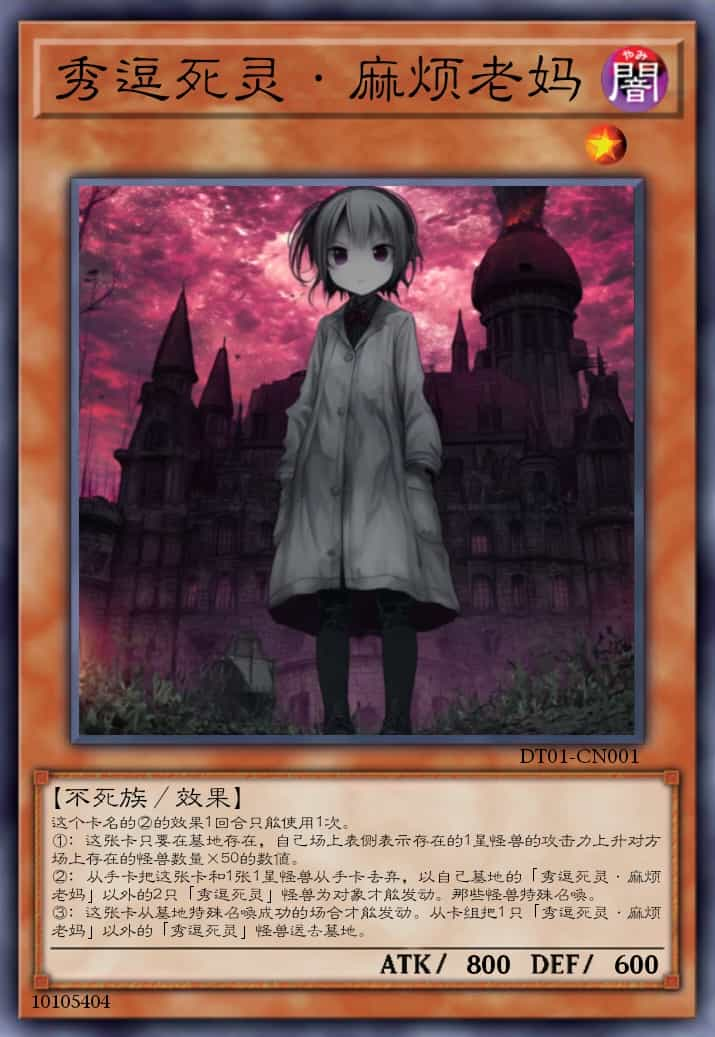 秀逗死灵·麻烦老妈
やみ
闇
DT01-CN001
【不死族／效果】
这个卡名的②的效果1回合只能使用1次。
①：这张卡只要在墓地存在，自己场上表侧表示存在的1星怪兽的攻击力上升对方
场上存在的怪兽数量×50的数值。
②：从手卡把这张卡和1张1星怪兽从手卡丢弃，以自己墓地的「秀逗死灵·麻烦
老妈」以外的2只「秀逗死灵」怪兽为对象才能发动。那些怪兽特殊召唤。
③：这张卡从墓地特殊召唤成功的场合才能发动。从卡组把1只「秀逗死灵·麻烦
老妈」以外的「秀逗死灵」怪兽送去墓地。
ATK/ 800 DEF/ 600
10105404